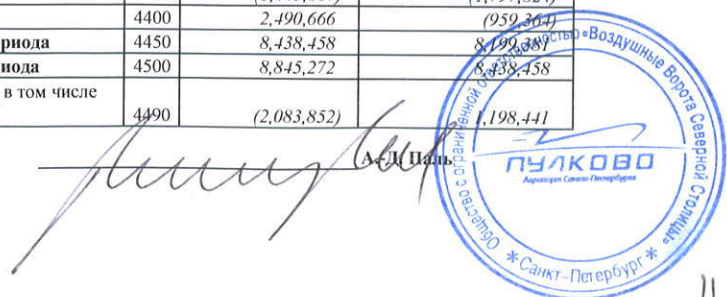 4400 2,490,666 (959,364)
риода 4450 8,438,458 8,199,381
иода 4500 8,845,272 8,438,458
в том числе
4490 (2,083,852) 1,198,441
А.-Д. Паль
Общество с ограниченной ответственностью «Воздушные Ворота Северной Столицы»
ПУЛКОВО
Аэропорт Санкт-Петербурга
* Санкт-Петербург *